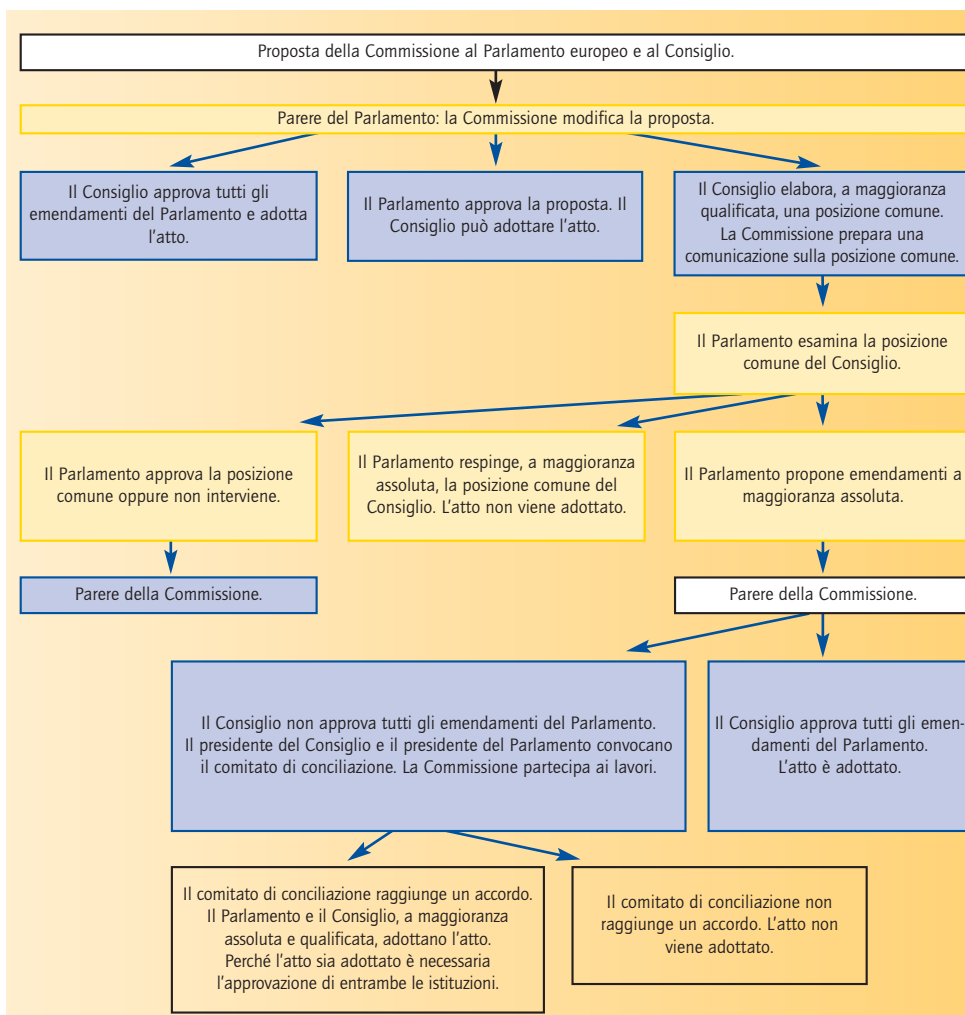 Proposta della Commissione al Parlamento europeo e al Consiglio.
Parere del Parlamento: la Commissione modifica la proposta.
Il Consiglio approva tutti gli
emendamenti del Parlamento e adotta
l'atto.
Il Parlamento approva la proposta. Il
Consiglio può adottare l'atto.
Il Consiglio elabora, a maggioranza
qualificata, una posizione comune.
La Commissione prepara una
comunicazione sulla posizione comune.
Il Parlamento esamina la posizione
comune del Consiglio.
Il Parlamento approva la posizione
comune oppure non interviene.
Il Parlamento respinge, a maggioranza
assoluta, la posizione comune del
Consiglio. L'atto non viene adottato.
Il Parlamento propone emendamenti a
maggioranza assoluta.
Parere della Commissione.
Parere della Commissione.
Il Consiglio non approva tutti gli emendamenti del Parlamento.
Il presidente del Consiglio e il presidente del Parlamento convocano
il comitato di conciliazione. La Commissione partecipa ai lavori.
Il Consiglio approva tutti gli emen-
damenti del Parlamento.
L'atto è adottato.
Il comitato di conciliazione raggiunge un accordo.
Il Parlamento e il Consiglio, a maggioranza
assoluta e qualificata, adottano l'atto.
Perché l'atto sia adottato è necessaria
l'approvazione di entrambe le istituzioni.
Il comitato di conciliazione non
raggiunge un accordo. L'atto non
viene adottato.